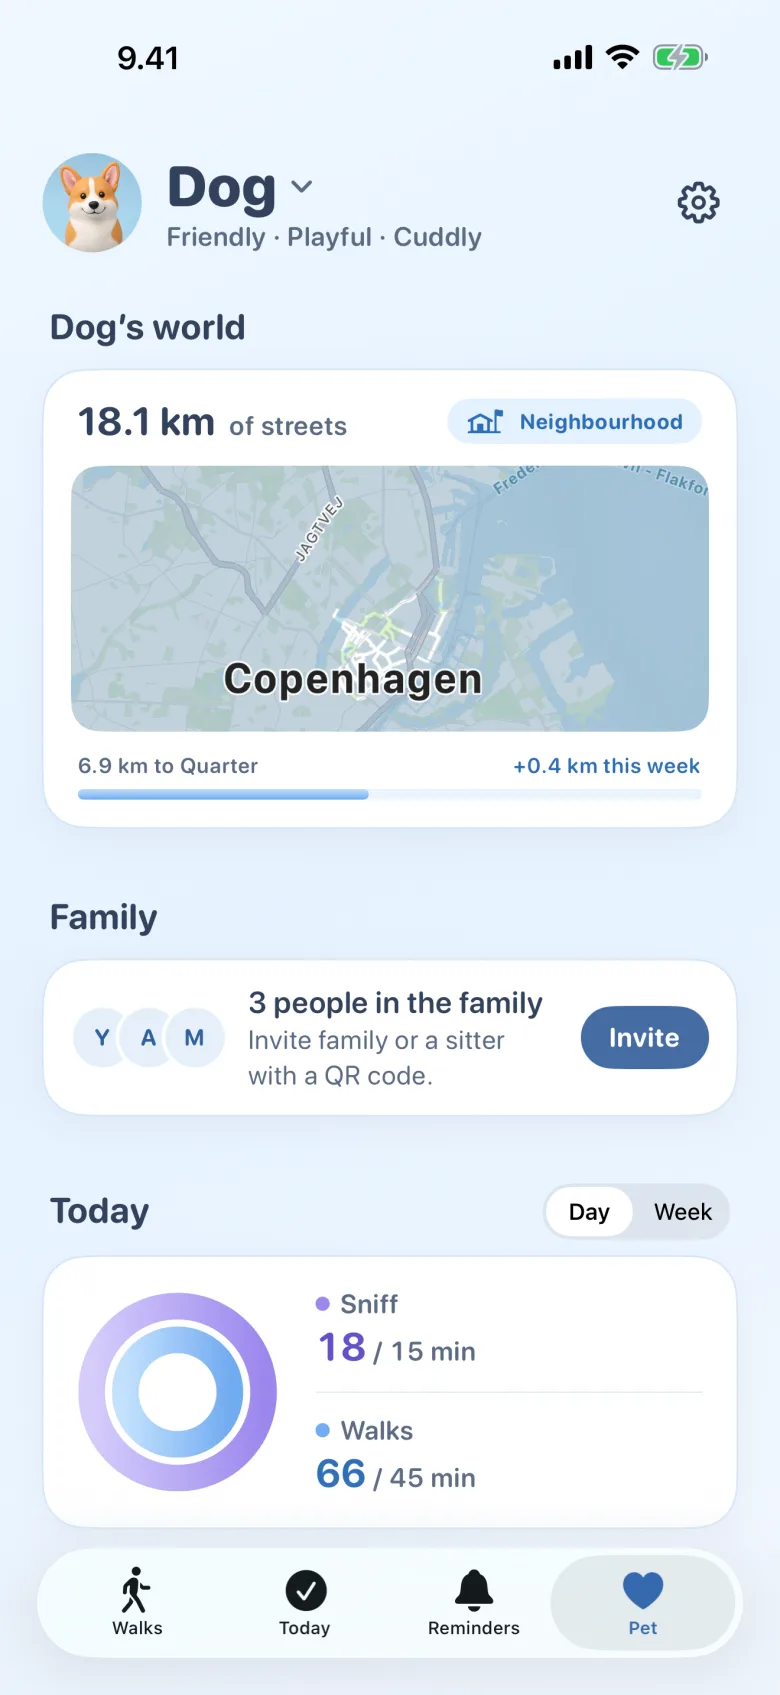 9.41
Dog
Friendly · Playful · Cuddly
Dog’s world
18.1 km of streets
Neighbourhood
JAGTVEJ
- Flakfor
Copenhagen
6.9 km to Quarter
+0.4 km this week
Family
Y A M
3 people in the family
Invite family or a sitter
with a QR code.
Invite
Today
Day Week
Sniff
18 / 15 min
Walks
66 / 45 min
Walks
Today
Reminders
Pet